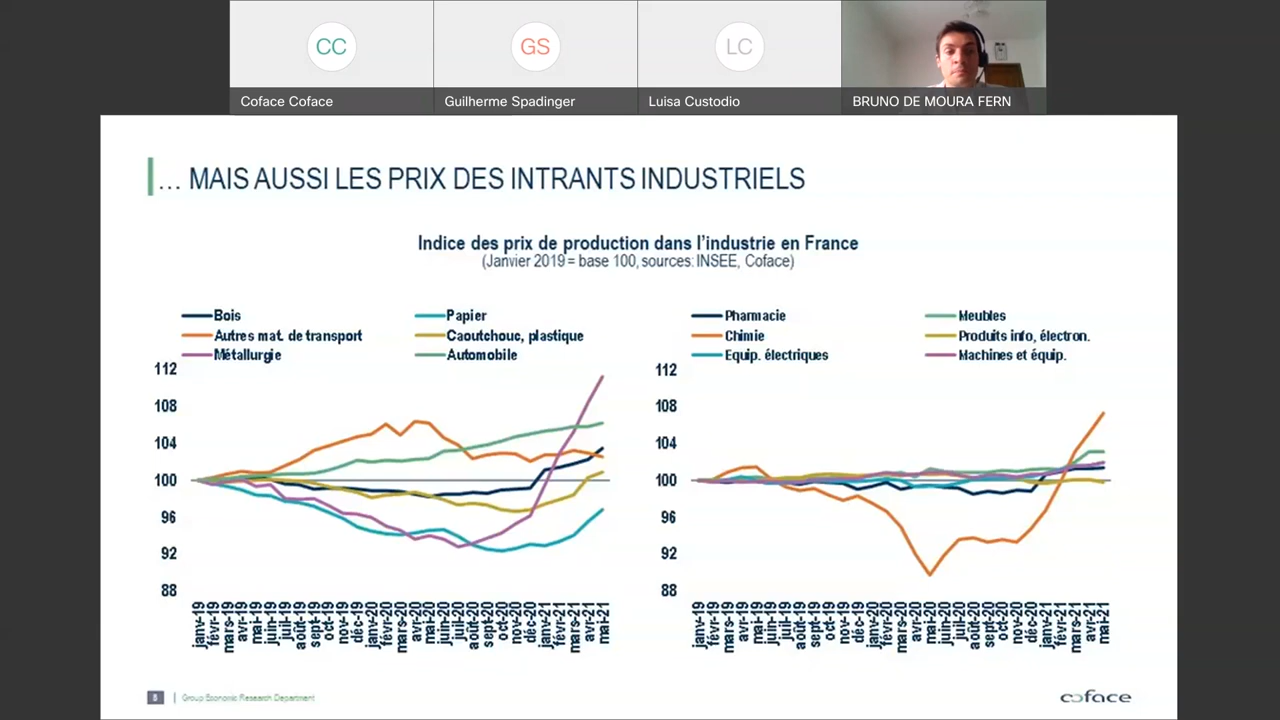 CC
GS
LC
Coface Coface
Guilherme Spadinger
Luisa Custodio
BRUNO DE MOURA FERN
... MAIS AUSSI LES PRIX DES INTRANTS INDUSTRIELS
Indice des prix de production dans l'industrie en France
(Janvier 2019 = base 100, sources: INSEE, Coface)
Bois
Papier
Autres mat. de transport
Caoutchouc, plastique
Métallurgie
Automobile
112
108
104
100
96
92
88
janv-19
févr-19
mars-19
avr-19
mai-19
juin-19
juil-19
août-19
sept-19
oct-19
nov-19
déc-19
janv-20
févr-20
mars-20
avr-20
mai-20
juin-20
juil-20
août-20
sept-20
oct-20
nov-20
déc-20
janv-21
févr-21
mars-21
avr-21
mai-21
Pharmacie
Meubles
Chimie
Produits info, électron.
Equip. électriques
Machines et équip.
112
108
104
100
96
92
88
janv-19
févr-19
mars-19
avr-19
mai-19
juin-19
juil-19
août-19
sept-19
oct-19
nov-19
déc-19
janv-20
févr-20
mars-20
avr-20
mai-20
juin-20
juil-20
août-20
sept-20
oct-20
nov-20
déc-20
janv-21
févr-21
mars-21
avr-21
mai-21
Group Economic Research Department
coface